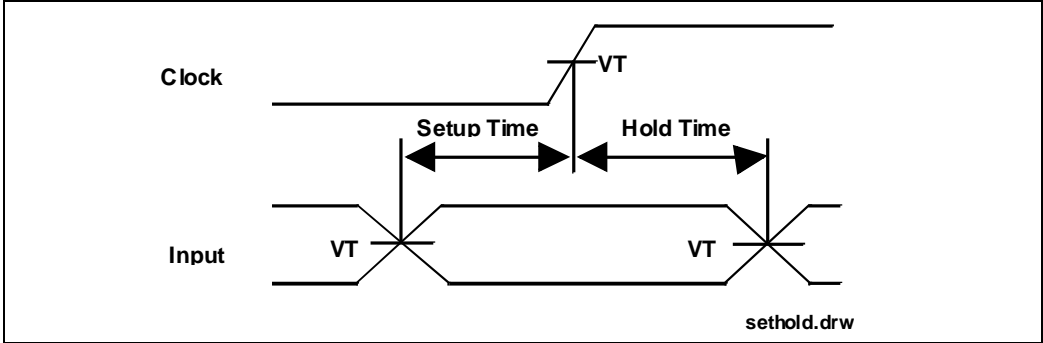 VT
Clock
Setup Time
Hold Time
Input
VT
VT
sethold.drw